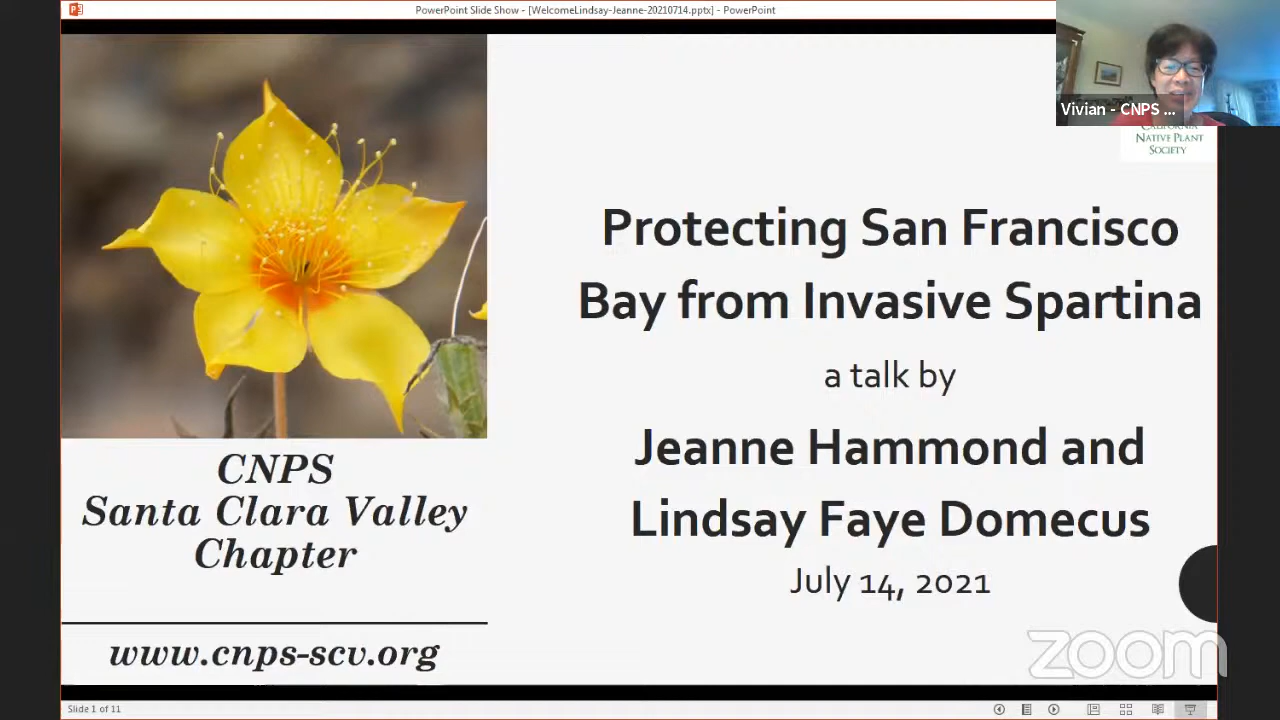 PowerPoint Slide Show - [WelcomeLindsay-Jeanne-20210714.pptx] - PowerPoint
Vivian - CNPS ...
CALIFORNIA
NATIVE PLANT
SOCIETY
Protecting San Francisco
Bay from Invasive Spartina
a talk by
Jeanne Hammond and
Lindsay Faye Domecus
July 14, 2021
CNPS
Santa Clara Valley
Chapter
www.cnps-scv.org
zoom
Slide 1 of 11